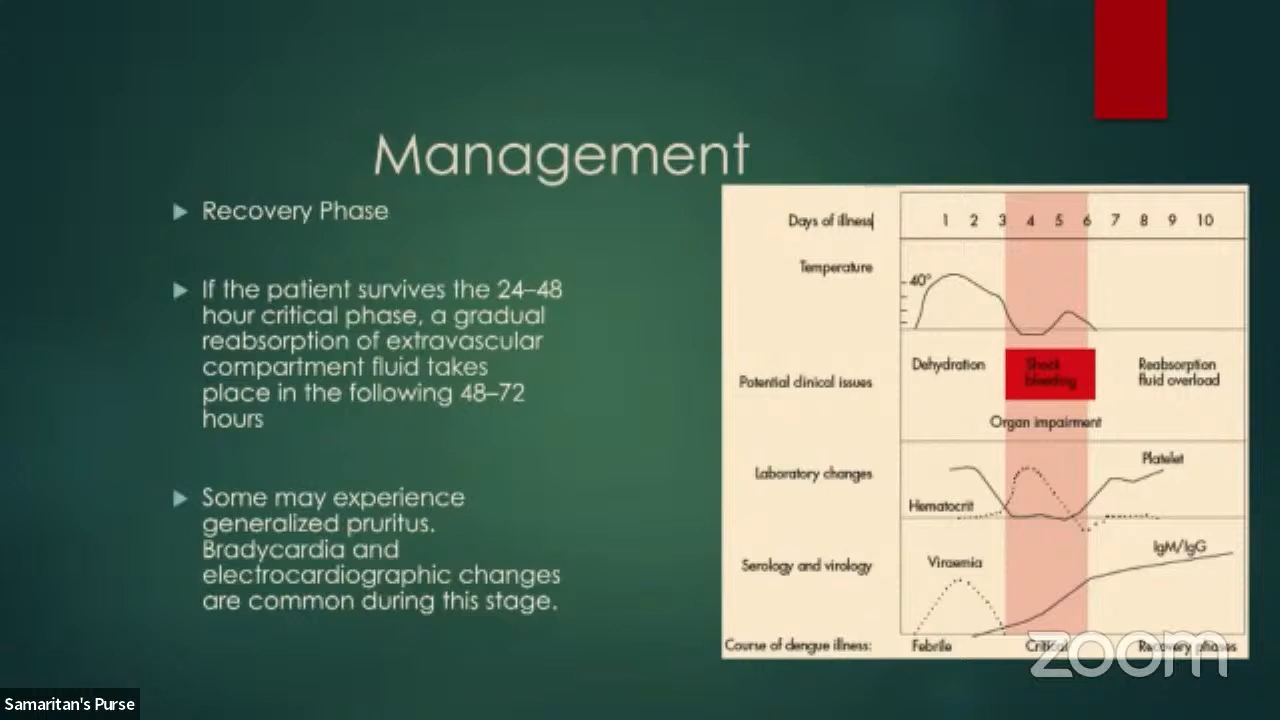 Management
Recovery Phase
If the patient survives the 24–48
hour critical phase, a gradual
reabsorption of extravascular
compartment fluid takes
place in the following 48–72
hours
Some may experience
generalized pruritus.
Bradycardia and
electrocardiographic changes
are common during this stage.
Days of illness 1 2 3 4 5 6 7 8 9 10
Temperature
40°
Potential clinical issues
Dehydration
Shock
bleeding
Reabsorption
fluid overload
Organ impairment
Laboratory changes
Platelet
Hematocrit
Serology and virology
Viraemia
IgM/IgG
Course of dengue illness: Febrile Critical Recovery phases
zoom
Samaritan's Purse